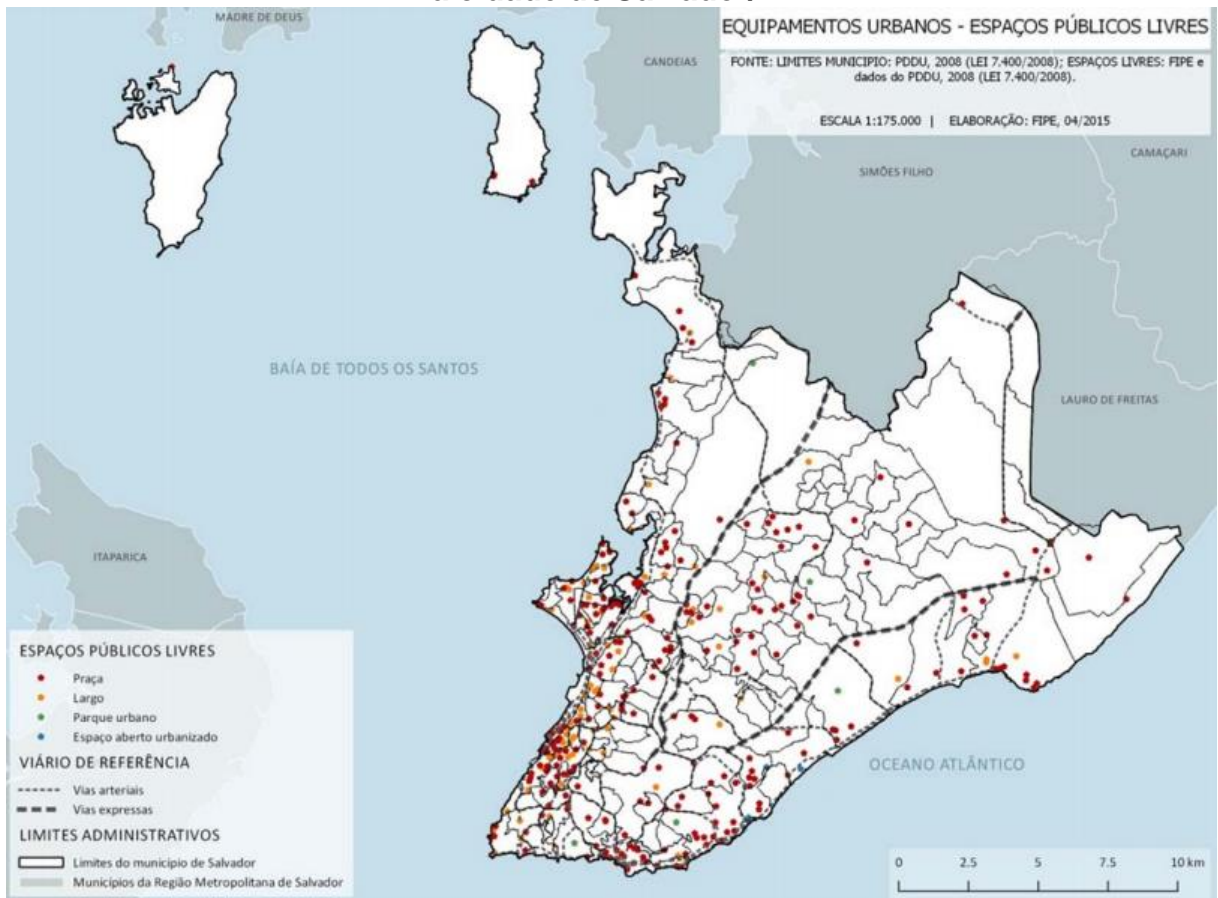 MADRE DE DEUS
EQUIPAMENTOS URBANOS - ESPAÇOS PÚBLICOS LIVRES
FONTE: LIMITES MUNICIPIO: PDDU, 2008 (LEI 7.400/2008); ESPAÇOS LIVRES: FIPE e
dados do PDDU, 2008 (LEI 7.400/2008).
ESCALA 1:175.000 | ELABORAÇÃO: FIPE, 04/2015
CANDEIAS
CAMAÇARI
SIMÕES FILHO
BAÍA DE TODOS OS SANTOS
LAURO DE FREITAS
ITAPARICA
OCEANO ATLÂNTICO
ESPAÇOS PÚBLICOS LIVRES
Praça
Largo
Parque urbano
Espaço aberto urbanizado
VIÁRIO DE REFERÊNCIA
Vias arteriais
Vias expressas
LIMITES ADMINISTRATIVOS
Limites do município de Salvador
Municípios da Região Metropolitana de Salvador
0 2.5 5 7.5 10 km